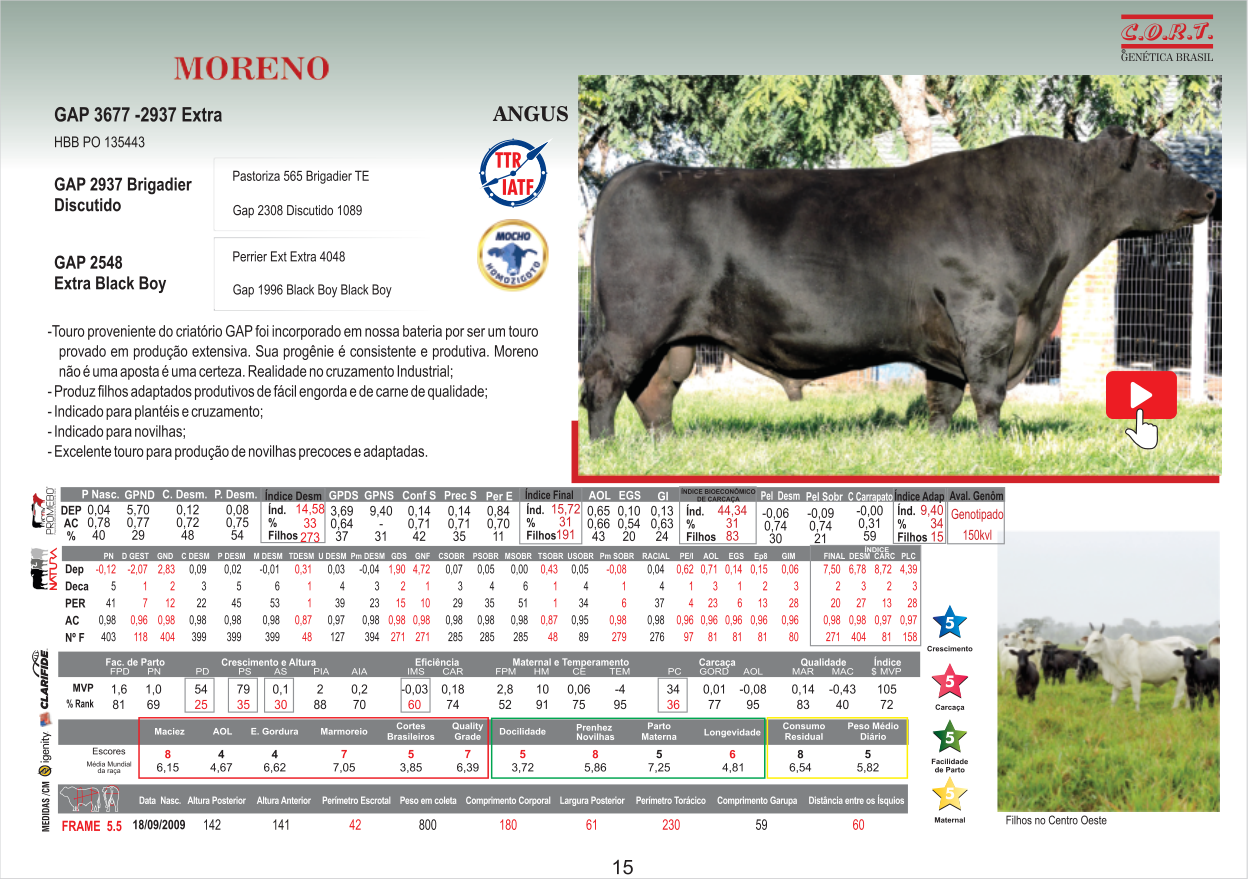 C.O.R.T.
GENÉTICA BRASIL
MORENO
GAP 3677 -2937 Extra
HBB PO 135443
ANGUS
TTR
IATF
MOCHO
HOMOZIGOTO
GAP 2937 Brigadier
Discutido
Pastoriza 565 Brigadier TE
Gap 2308 Discutido 1089
GAP 2548
Extra Black Boy
Perrier Ext Extra 4048
Gap 1996 Black Boy Black Boy
-Touro proveniente do criatório GAP foi incorporado em nossa bateria por ser um touro
provado em produção extensiva. Sua progênie é consistente e produtiva. Moreno
não é uma aposta é uma certeza. Realidade no cruzamento Industrial;
- Produz filhos adaptados produtivos de fácil engorda e de carne de qualidade;
- Indicado para plantéis e cruzamento;
- Indicado para novilhas;
- Excelente touro para produção de novilhas precoces e adaptadas.
PROMEBO
P Nasc. GPND C. Desm. P. Desm. Índice Desm GPDS GPNS Conf S Prec S Per E Índice Final AOL EGS GI ÍNDICE BIOECONÔMICO DE CARCAÇA Pel Desm Pel Sobr C Carrapato Índice Adap Aval. Genôm
DEP 0,04 5,70 0,12 0,08 Índ. 14,58 3,69 9,40 0,14 0,14 0,84 Índ. 15,72 0,65 0,10 0,13 Índ. 44,34 -0,06 -0,09 -0,00 Índ. 9,40 Genotipado
AC 0,78 0,77 0,72 0,75 % 33 0,64 - 0,71 0,71 0,70 % 31 0,66 0,54 0,63 % 31 0,74 0,74 0,31 % 34
% 40 29 48 54 Filhos 273 37 31 42 35 11 Filhos 191 43 20 24 Filhos 83 30 21 59 Filhos 15 150kvl
NATURA
ÍNDICE
PN D GEST GND C DESM P DESM M DESM TDESM U DESM Pm DESM GDS GNF CSOBR PSOBR MSOBR TSOBR USOBR Pm SOBR RACIAL PE/I AOL EGS Ep8 GIM FINAL DESM CARC PLC
Dep -0,12 -2,07 2,83 0,09 0,02 -0,01 0,31 0,03 -0,04 1,90 4,72 0,07 0,05 0,00 0,43 0,05 -0,08 0,04 0,62 0,71 0,14 0,15 0,06 7,50 6,78 8,72 4,39
Deca 5 1 2 3 5 6 1 4 3 2 1 3 4 6 1 4 1 4 1 3 1 2 3 2 3 2 3
PER 41 7 12 22 45 53 1 39 23 15 10 29 35 51 1 34 6 37 4 23 6 13 28 20 27 13 28
AC 0,98 0,96 0,98 0,98 0,98 0,98 0,87 0,97 0,98 0,98 0,98 0,98 0,98 0,98 0,87 0,95 0,98 0,98 0,96 0,96 0,96 0,96 0,96 0,98 0,98 0,97 0,97
Nº F 403 118 404 399 399 399 48 127 394 271 271 285 285 285 48 89 279 276 97 81 81 81 80 271 404 81 158
CLARIFIDE
Fac. de Parto Crescimento e Altura Eficiência Maternal e Temperamento Carcaça Qualidade Índice
FPD PN PD PS AS PIA AIA IMS CAR FPM HM CE TEM PC GORD AOL MAR MAC $ MVP
MVP 1,6 1,0 54 79 0,1 2 0,2 -0,03 0,18 2,8 10 0,06 -4 34 0,01 -0,08 0,14 -0,43 105
% Rank 81 69 25 35 30 88 70 60 74 52 91 75 95 36 77 95 83 40 72
igenity
Maciez AOL E. Gordura Marmoreio Cortes Brasileiros Quality Grade Docilidade Prenhez Novilhas Parto Materna Longevidade Consumo Residual Peso Médio Diário
Escores 8 4 4 7 5 7 5 8 5 6 8 5
Média Mundial da raça 6,15 4,67 6,62 7,05 3,85 6,39 3,72 5,86 7,25 4,81 6,54 5,82
MEDIDAS /CM
Data Nasc. Altura Posterior Altura Anterior Perímetro Escrotal Peso em coleta Comprimento Corporal Largura Posterior Perímetro Torácico Comprimento Garupa Distância entre os Ísquios
FRAME 5.5 18/09/2009 142 141 42 800 180 61 230 59 60
5
Crescimento
5
Carcaça
5
Facilidade
de Parto
5
Maternal
Filhos no Centro Oeste
15